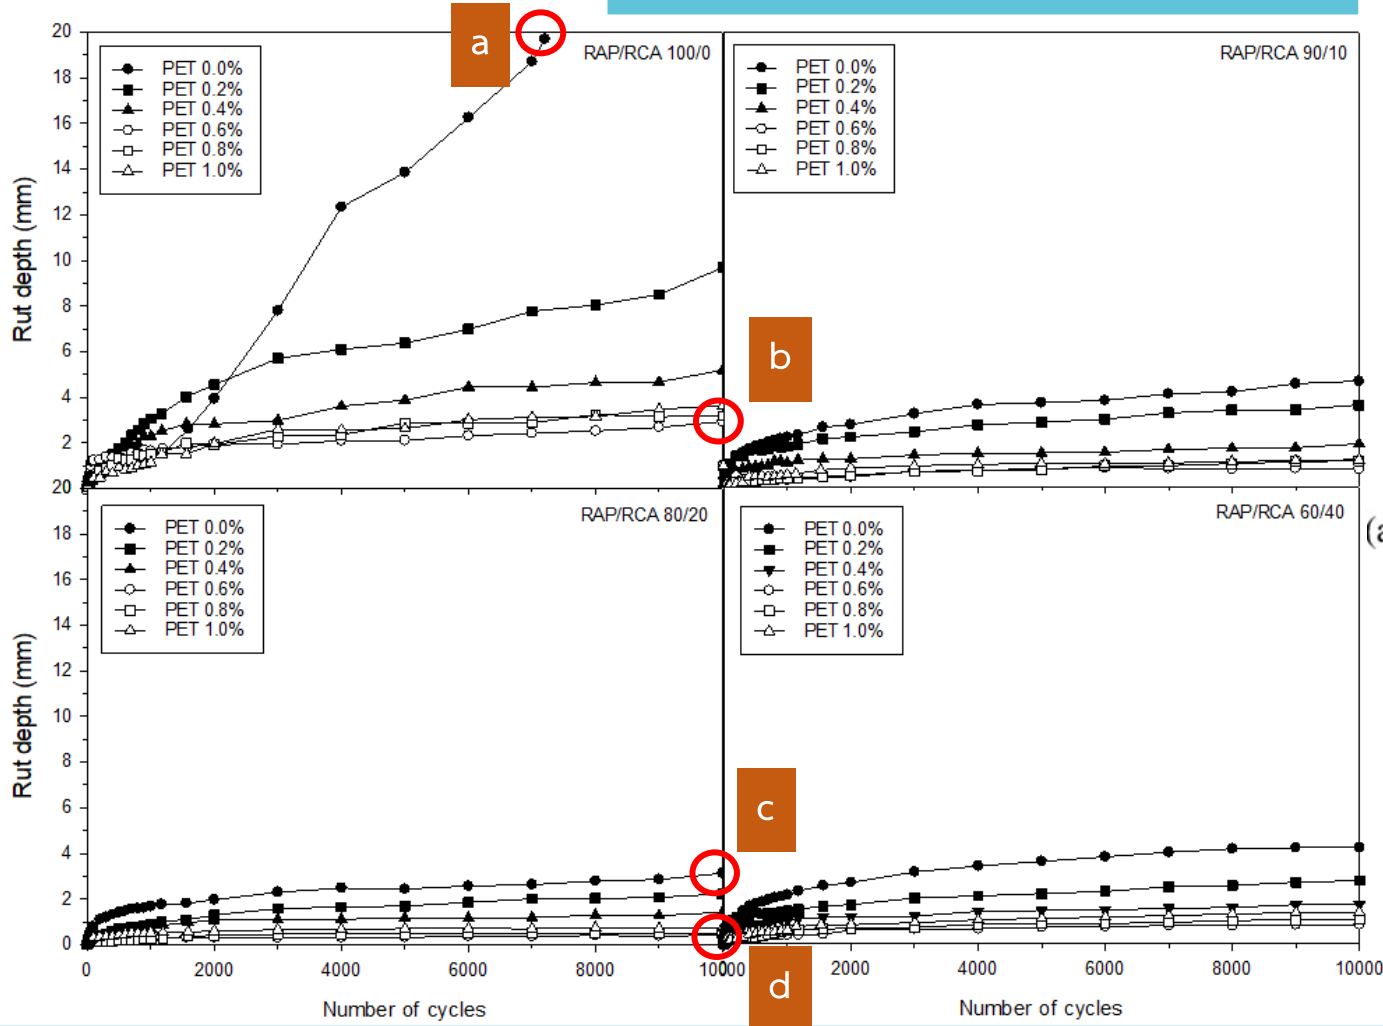 a
20
18
16
14
12
10
8
6
4
2
20
Rut depth (mm)
PET 0.0%
PET 0.2%
PET 0.4%
PET 0.6%
PET 0.8%
PET 1.0%
RAP/RCA 100/0
PET 0.0%
PET 0.2%
PET 0.4%
PET 0.6%
PET 0.8%
PET 1.0%
RAP/RCA 90/10
b
18
16
14
12
10
8
6
4
2
0
Rut depth (mm)
PET 0.0%
PET 0.2%
PET 0.4%
PET 0.6%
PET 0.8%
PET 1.0%
RAP/RCA 80/20
PET 0.0%
PET 0.2%
PET 0.4%
PET 0.6%
PET 0.8%
PET 1.0%
RAP/RCA 60/40
(a
c
d
0 2000 4000 6000 8000 10000 2000 4000 6000 8000 10000
Number of cycles
Number of cycles